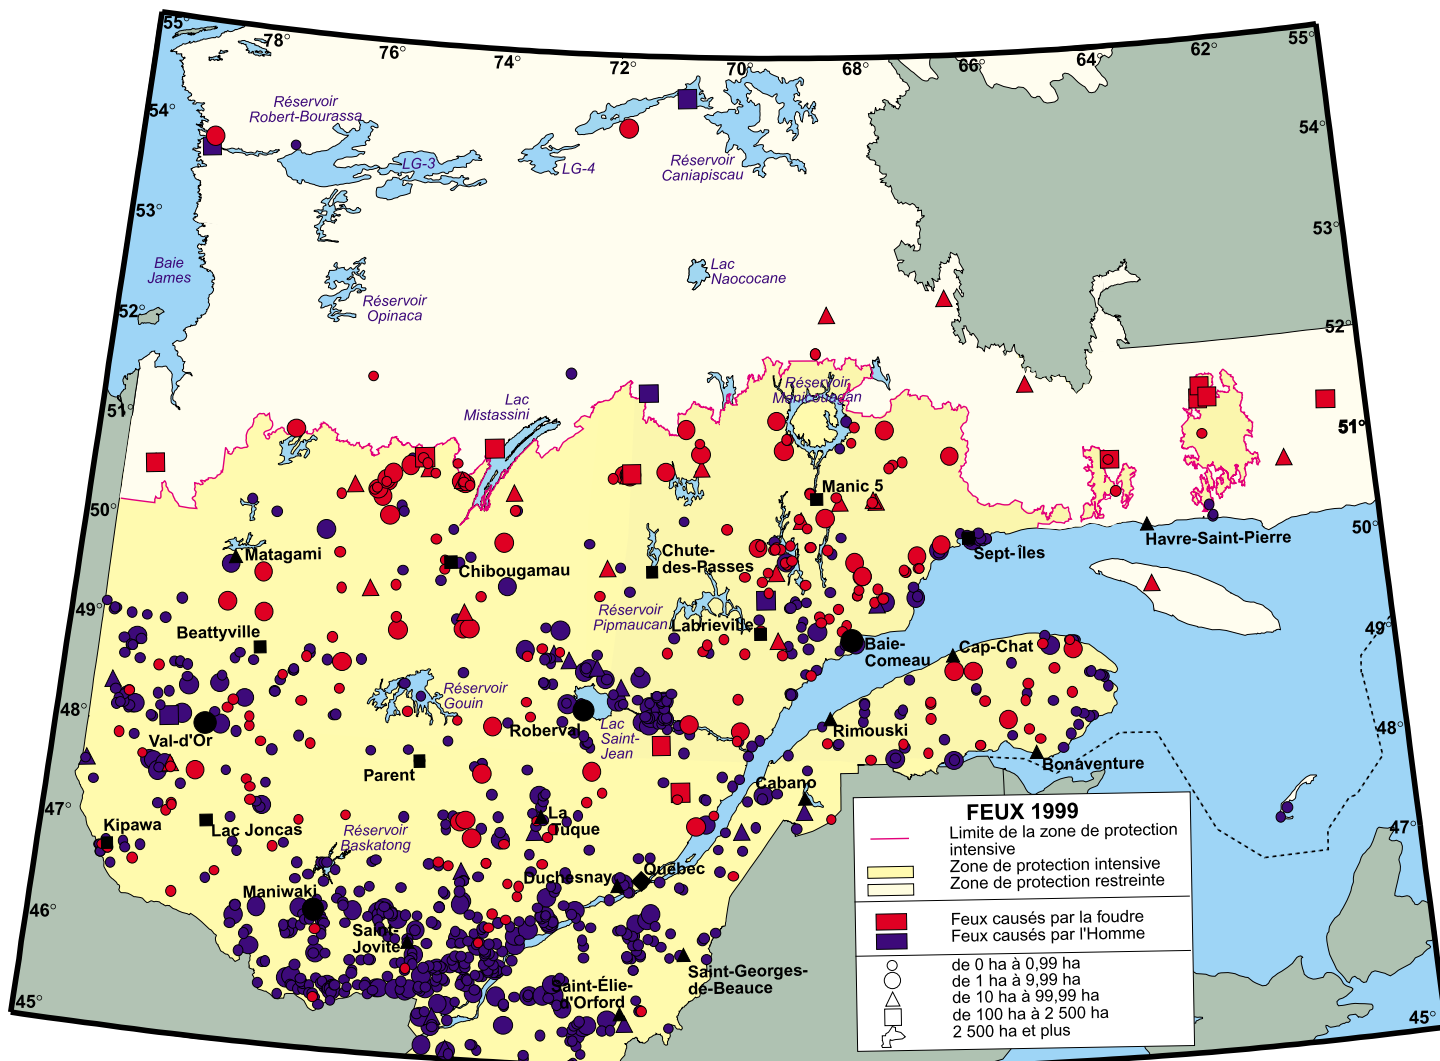 55°
78°
76°
74°
72°
70°
68°
66°
64°
62°
55°
54°
54°
53°
53°
52°
52°
51°
51°
50°
50°
49°
49°
48°
48°
47°
47°
46°
45°
45°
Réservoir
Robert-Bourassa
LG-3
LG-4
Réservoir
Caniapiscau
Baie
James
Réservoir
Opinaca
Lac
Naococane
Lac
Mistassini
Réservoir
Manicouagan
Manic 5
Matagami
Chibougamau
Chute-
des-Passes
Sept-Îles
Havre-Saint-Pierre
Réservoir
Pipmaucan
Labrieville
Beattyville
Baie-
Comeau
Cap-Chat
Réservoir
Gouin
Val-d'Or
Roberval
Lac
Saint-
Jean
Rimouski
Parent
Bonaventure
Cabano
Kipawa
Lac Joncas
Réservoir
Baskatong
La
Tuque
Maniwaki
Duchesnay
Québec
Saint-
Jovite
Saint-Élie-
d'Orford
Saint-Georges-
de-Beauce
FEUX 1999
Limite de la zone de protection
intensive
Zone de protection intensive
Zone de protection restreinte
Feux causés par la foudre
Feux causés par l'Homme
de 0 ha à 0,99 ha
de 1 ha à 9,99 ha
de 10 ha à 99,99 ha
de 100 ha à 2 500 ha
2 500 ha et plus